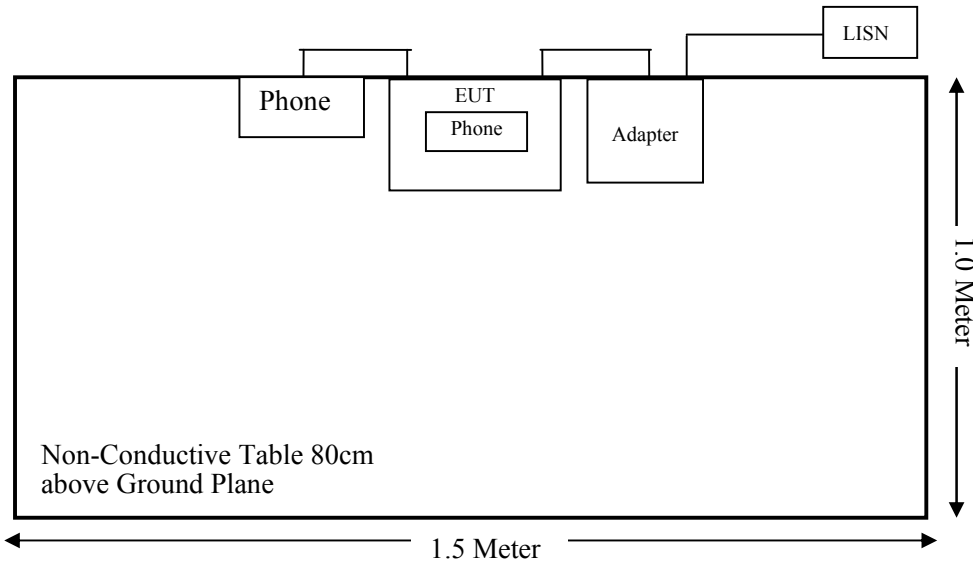 LISN
EUT
Phone
Phone
Adapter
1.0 Meter
Non-Conductive Table 80cm
above Ground Plane
1.5 Meter